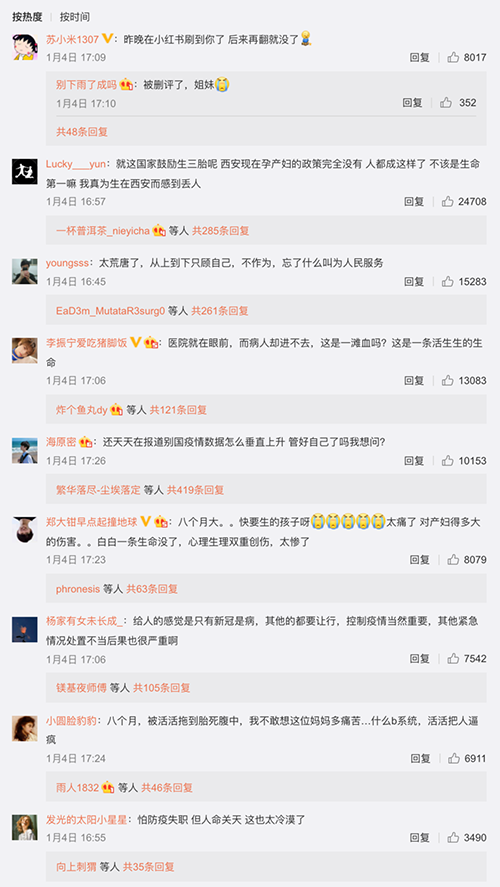 按热度 | 按时间
苏小米1307：昨晚在小红书刷到你了 后来再翻就没了
1月4日 17:09 回复 8017
别下雨了成吗：被删评了，姐妹
1月4日 17:10 回复 352
共48条回复
Lucky___yun：就这国家鼓励生三胎呢 西安现在孕产妇的政策完全没有 人都成这样了 不该是生命
第一嘛 我真为生在西安而感到丢人
1月4日 16:57 回复 24708
一杯普洱茶_nieyicha 等人 共285条回复
youngsss：太荒唐了，从上到下只顾自己，不作为，忘了什么叫为人民服务
1月4日 16:45 回复 15283
EaD3m_MutataR3surg0 等人 共261条回复
李振宁爱吃猪脚饭：医院就在眼前，而病人却进不去，这是一滩血吗？这是一条活生生的生
命
1月4日 17:06 回复 13083
炸个鱼丸dy 等人 共121条回复
海原密：还天天在报道别国疫情数据怎么垂直上升 管好自己了吗我想问？
1月4日 17:26 回复 10153
繁华落尽-尘埃落定 等人 共419条回复
郑大钳早点起撞地球：八个月大。。快要生的孩子呀太痛了 对产妇得多大
的伤害。。白白一条生命没了，心理生理双重创伤，太惨了
1月4日 17:23 回复 8079
phronesis 等人 共63条回复
杨家有女未长成_：给人的感觉是只有新冠是病，其他的都要让行，控制疫情当然重要，其他紧急
情况处置不当后果也很严重啊
1月4日 17:06 回复 7542
镁基夜师傅 等人 共105条回复
小圆脸豹豹：八个月，被活活拖到胎死腹中，我不敢想这位妈妈多痛苦…什么b系统，活活把人逼
疯
1月4日 17:24 回复 6911
雨人1832 等人 共46条回复
发光的太阳小星星：怕防疫失职 但人命关天 这也太冷漠了
1月4日 16:55 回复 3490
向上刺猬 等人 共35条回复